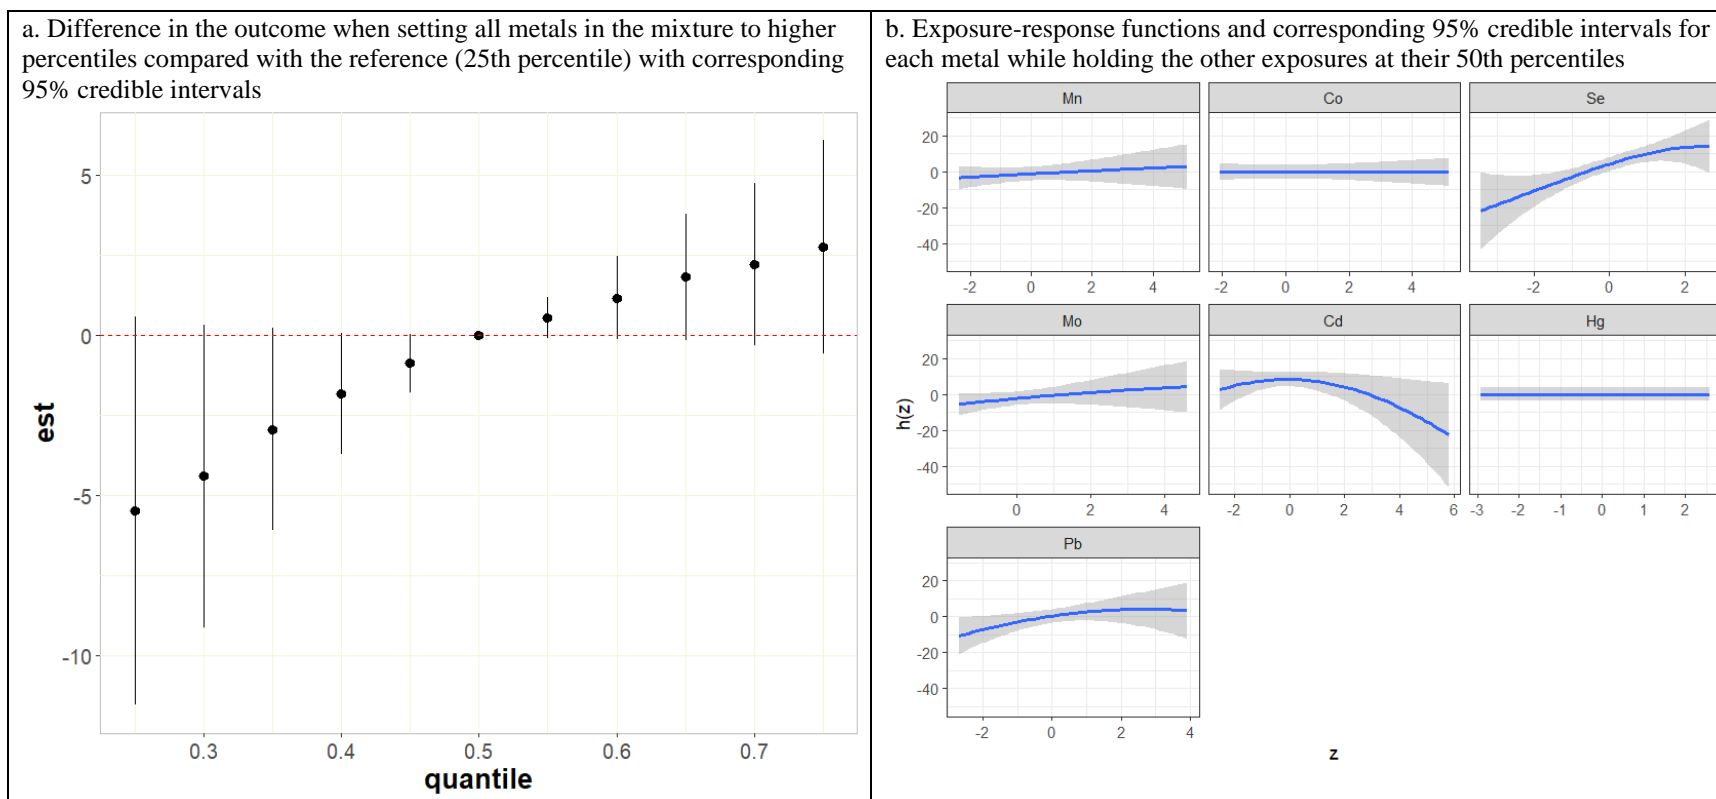 a. Difference in the outcome when setting all metals in the mixture to higher
percentiles compared with the reference (25th percentile) with corresponding
95% credible intervals
5
0
-5
-10
est
0.3 0.4 0.5 0.6 0.7
quantile
b. Exposure-response functions and corresponding 95% credible intervals for
each metal while holding the other exposures at their 50th percentiles
Mn Co Se
20
0
-20
-40
-2 0 2 4 -2 0 2 4 -2 0 2
Mo Cd Hg
20
0
-20
-40
h(z)
0 2 4 -2 0 2 4 6 -3 -2 -1 0 1 2
Pb
20
0
-20
-40
-2 0 2 4
z